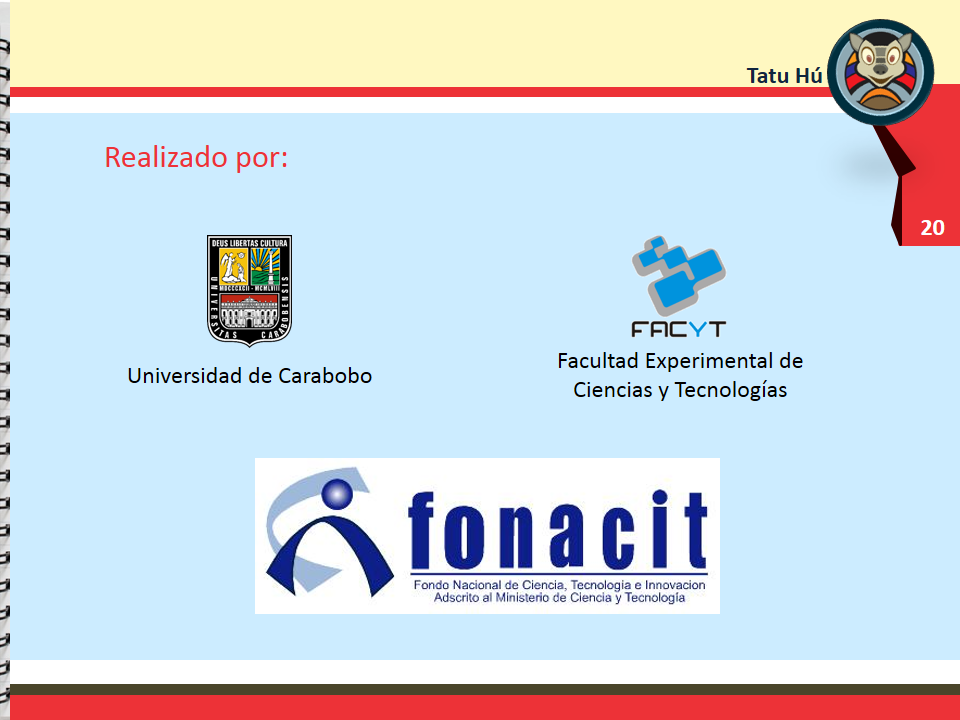 Tatu Hú
20
Realizado por:
DEUS LIBERTAS CULTURA
MDCCCXCII - MCMLVIII
UNIVERSITAS CARABOBENSIS
Universidad de Carabobo
FACYT
Facultad Experimental de
Ciencias y Tecnologías
fonacit
Fondo Nacional de Ciencia, Tecnología e Innovacion
Adscrito al Ministerio de Ciencia y Tecnología